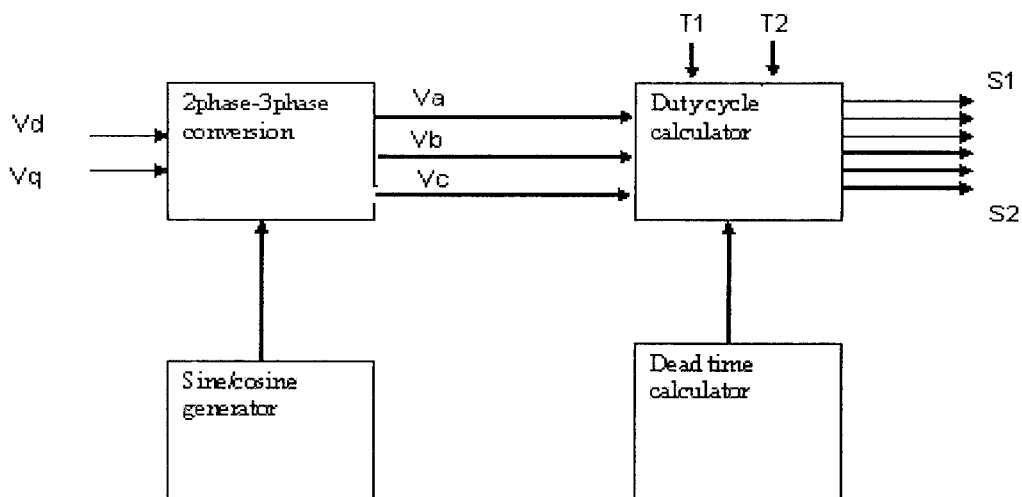 T1 T2
2phase-3phase
conversion
Va
Vb
Vc
Duty cycle
calculator
S1
Vd
Vq
S2
Sine/cosine
generator
Dead time
calculator